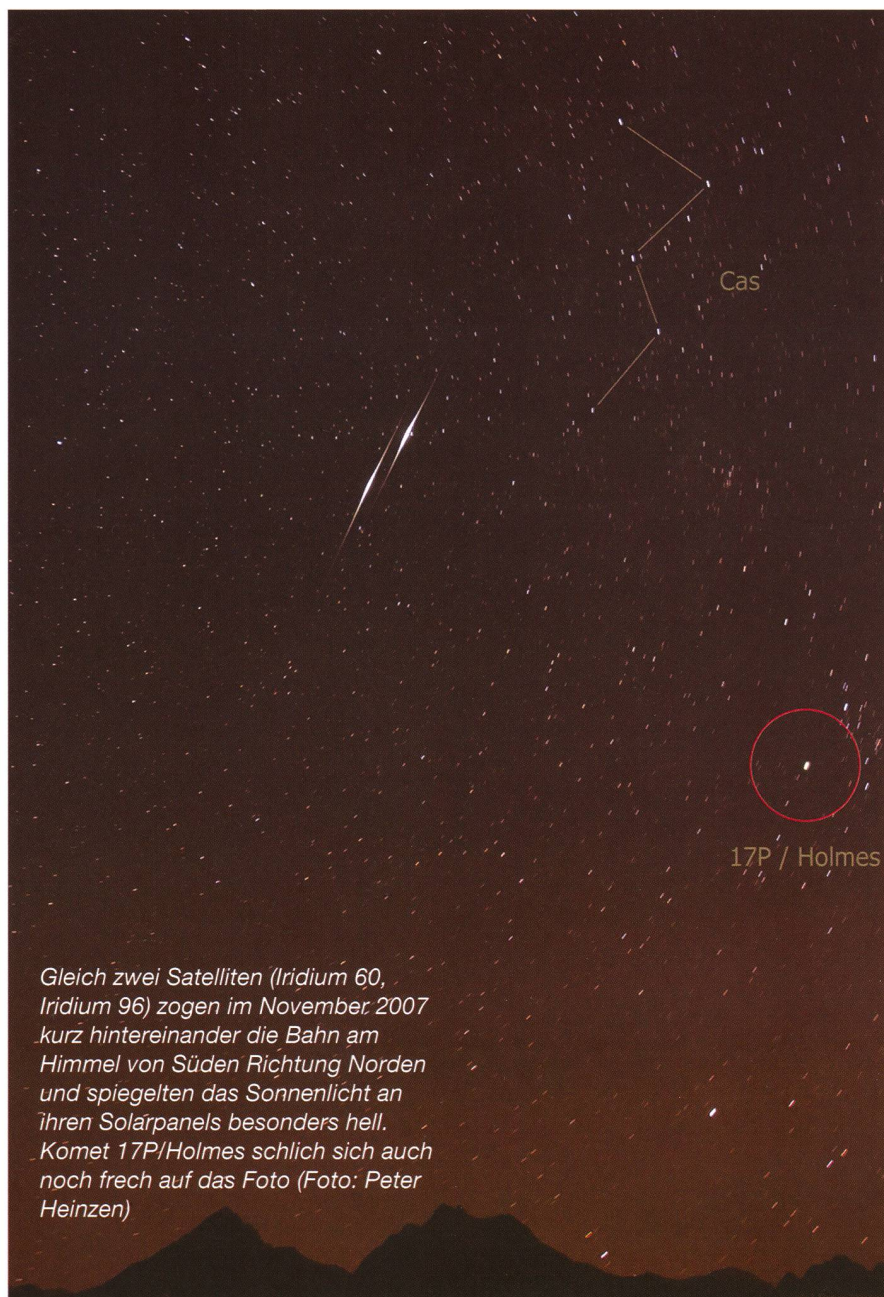 Cas
17P / Holmes
Gleich zwei Satelliten (Iridium 60,
Iridium 96) zogen im November 2007
kurz hintereinander die Bahn am
Himmel von Süden Richtung Norden
und spiegelten das Sonnenlicht an
ihren Solarpanels besonders hell.
Komet 17P/Holmes schlich sich auch
noch frech auf das Foto (Foto: Peter
Heinzen)